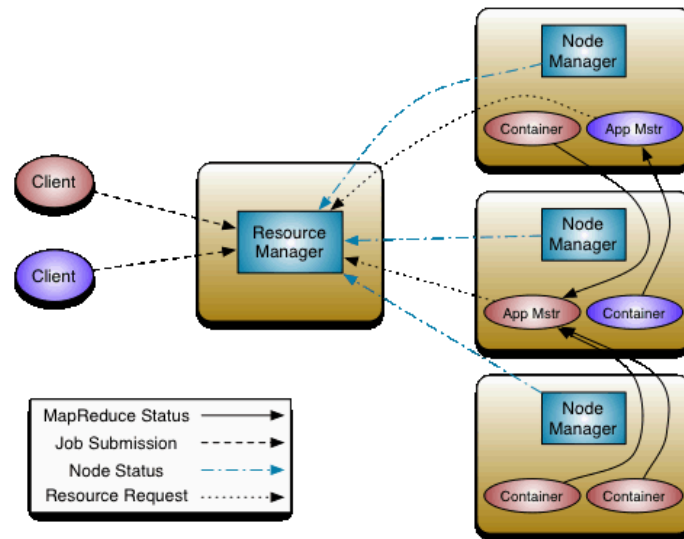 Node
Manager
Container
App Mstr
Client
Resource
Manager
Client
Node
Manager
App Mstr
Container
Node
Manager
Container
Container
MapReduce Status
Job Submission
Node Status
Resource Request